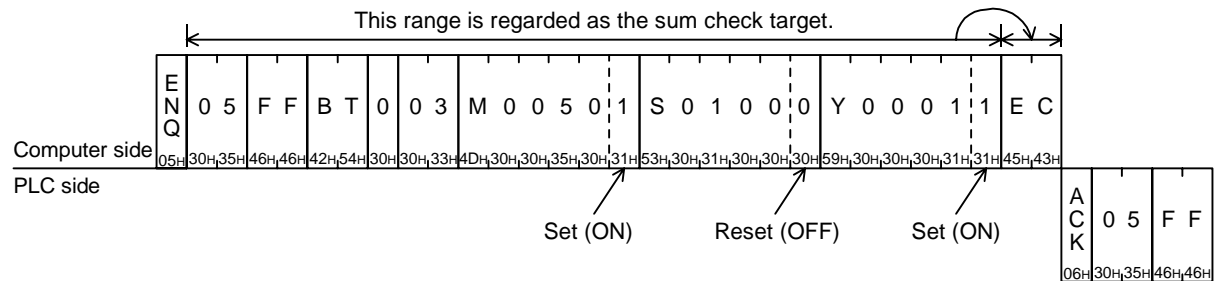 This range is regarded as the sum check target.
E N Q 0 5 F F B T 0 0 3 M 0 0 5 0 1 S 0 1 0 0 0 Y 0 0 0 1 1 E C
Computer side 05H 30H 35H 46H 46H 42H 54H 30H 30H 33H 4DH 30H 30H 35H 30H 31H 53H 30H 31H 30H 30H 30H 59H 30H 30H 30H 31H 31H 45H 43H
PLC side
Set (ON) Reset (OFF) Set (ON)
A C K 0 5 F F
06H 30H 35H 46H 46H